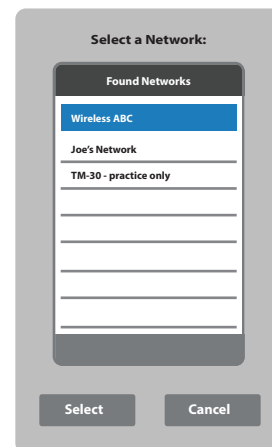 Select a Network:
Found Networks
Wireless ABC
Joe's Network
TM-30 - practice only
Select
Cancel